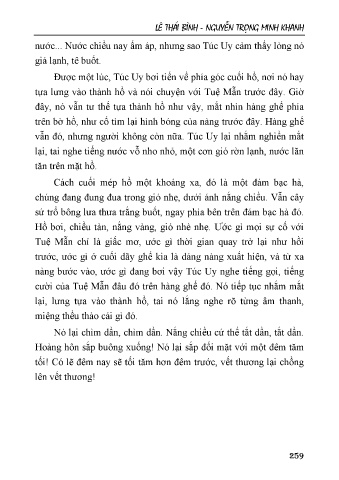 LÊ THÁI BÌNH - NGUYỄN TRỌNG MINH KHANH
nước... Nước chiều nay ấm áp, nhưng sao Túc Uy cảm thấy lòng nó
giá lạnh, tê buốt.
Được một lúc, Túc Uy bơi tiến về phía góc cuối hồ, nơi nó hay
tựa lưng vào thành hồ và nói chuyện với Tuệ Mẫn trước đây. Giờ
đây, nó vẫn tư thế tựa thành hồ như vậy, mắt nhìn hàng ghế phía
trên bờ hồ, như cố tìm lại hình bóng của nàng trước đây. Hàng ghế
vẫn đó, nhưng người không còn nữa. Túc Uy lại nhắm nghiền mắt
lại, tai nghe tiếng nước vỗ nho nhỏ, một cơn gió rờn lạnh, nước lăn
tăn trên mặt hồ.
Cách cuối mép hồ một khoảng xa, đó là một đám bạc hà,
chúng đang đung đua trong gió nhẹ, dưới ánh nắng chiều. Vẫn cây
sứ trổ bông lưa thưa trắng buốt, ngay phía bên trên đám bạc hà đó.
Hồ bơi, chiều tàn, nắng vàng, gió nhè nhẹ. Ước gì mọi sự cố với
Tuệ Mẫn chỉ là giấc mơ, ước gì thời gian quay trở lại như hồi
trước, ước gì ở cuối dãy ghế kia là dáng nàng xuất hiện, và từ xa
nàng bước vào, ước gì đang bơi vậy Túc Uy nghe tiếng gọi, tiếng
cười của Tuệ Mẫn đâu đó trên hàng ghế đó. Nó tiếp tục nhắm mắt
lại, lưng tựa vào thành hồ, tai nó lắng nghe rõ từng âm thanh,
miệng thều thào cái gì đó.
Nó lại chìm dần, chìm dần. Nắng chiều cứ thế tắt dần, tắt dần.
Hoàng hôn sắp buông xuống! Nó lại sắp đối mặt với một đêm tăm
tối! Có lẽ đêm nay sẽ tối tăm hơn đêm trước, vết thương lại chồng
lên vết thương!
259